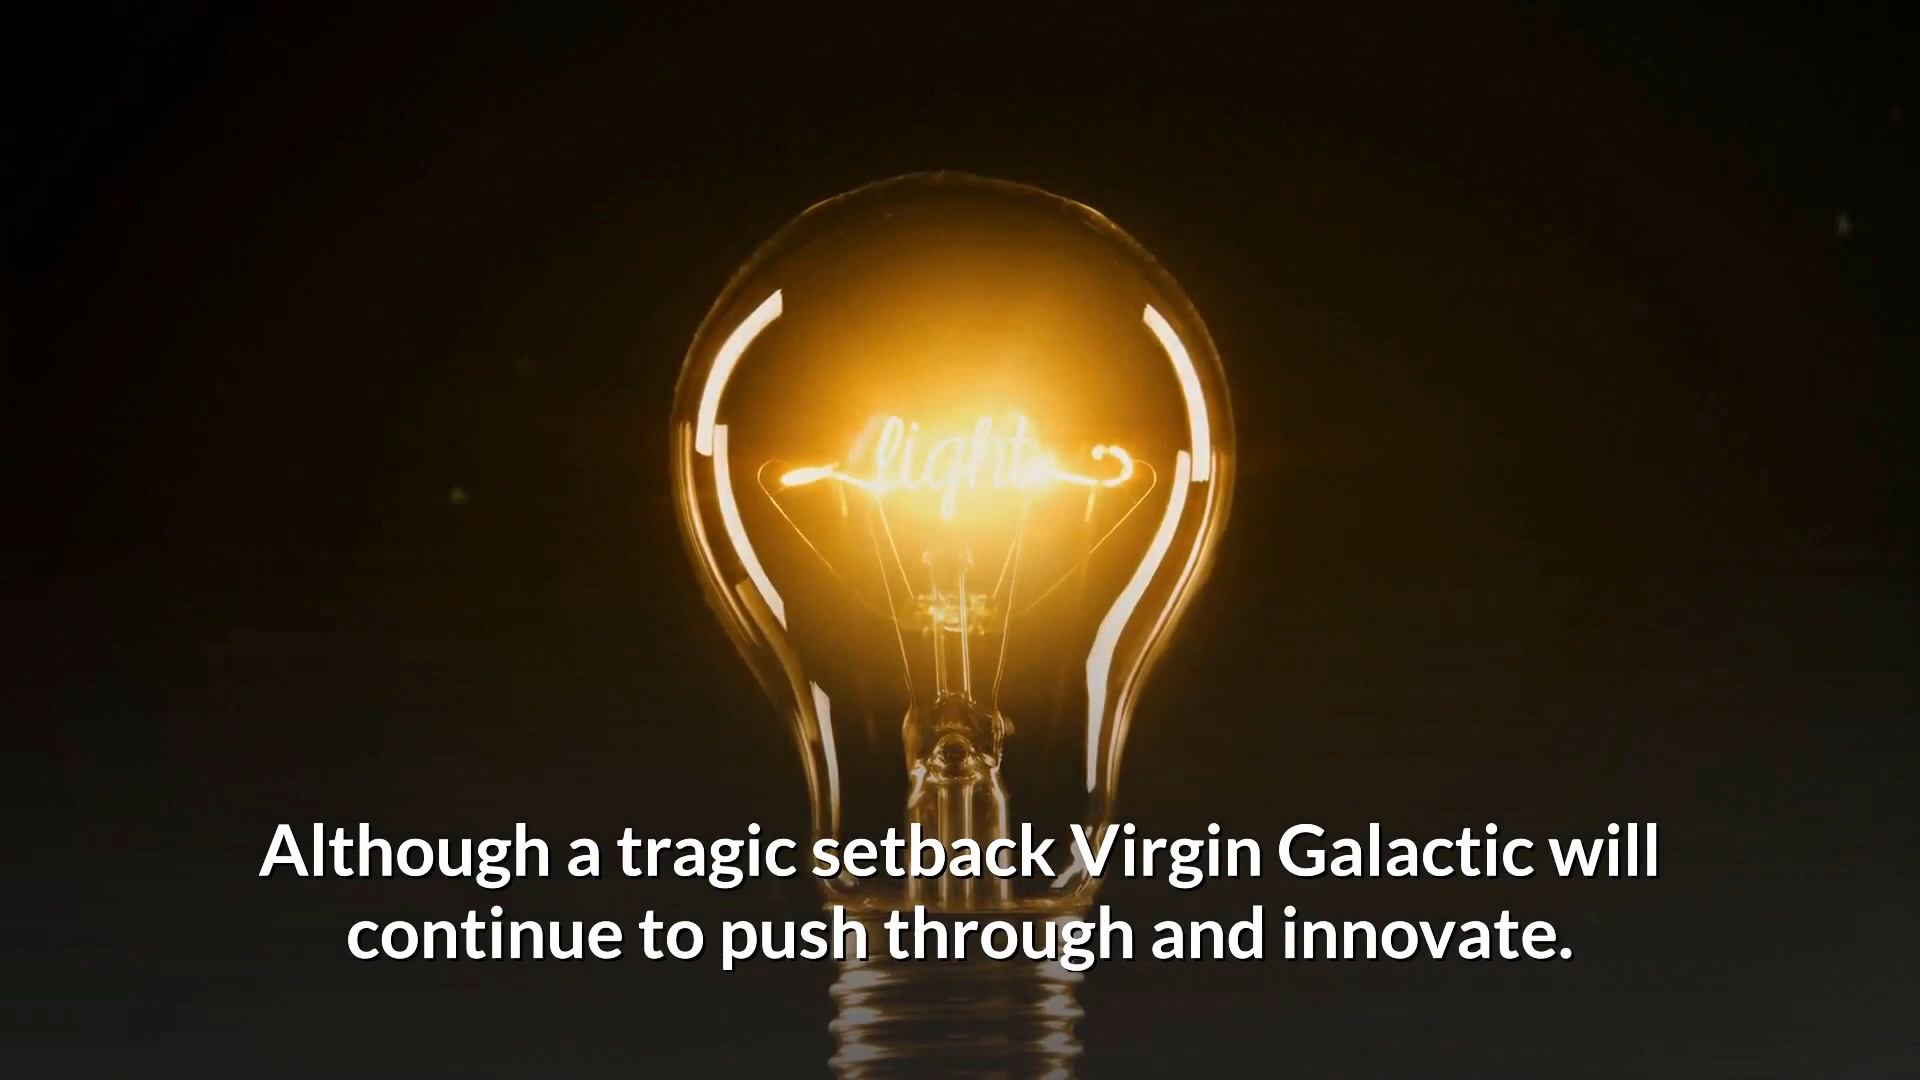 light
Although a tragic setback Virgin Galactic will
continue to push through and innovate.